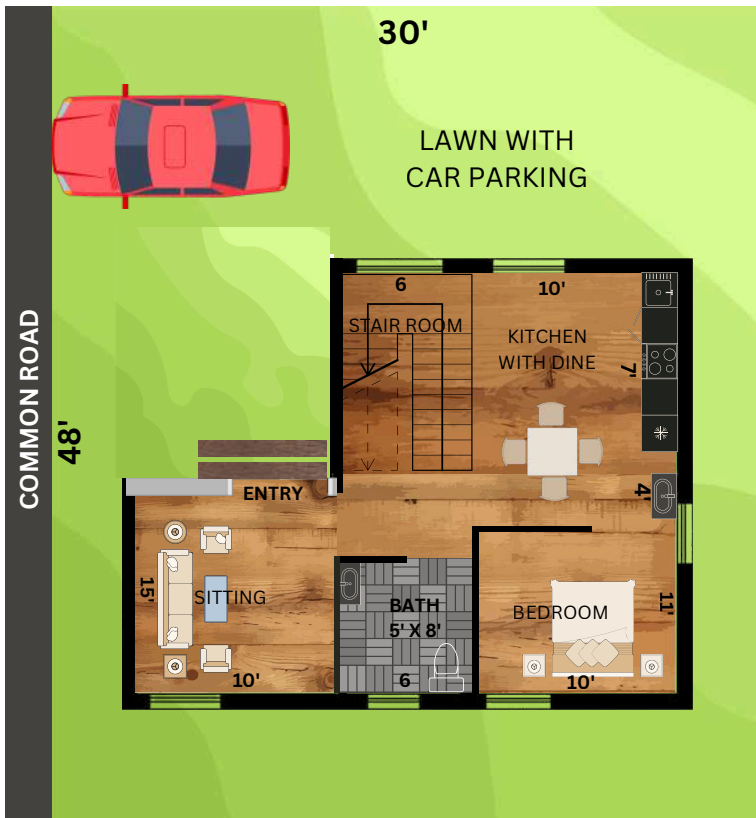 30'
LAWN WITH
CAR PARKING
COMMON ROAD
48'
6
10'
STAIR ROOM
KITCHEN
WITH DINE
7'
4'
ENTRY
15'
SITTING
10'
BATH
5' X 8'
6
BEDROOM
11'
10'